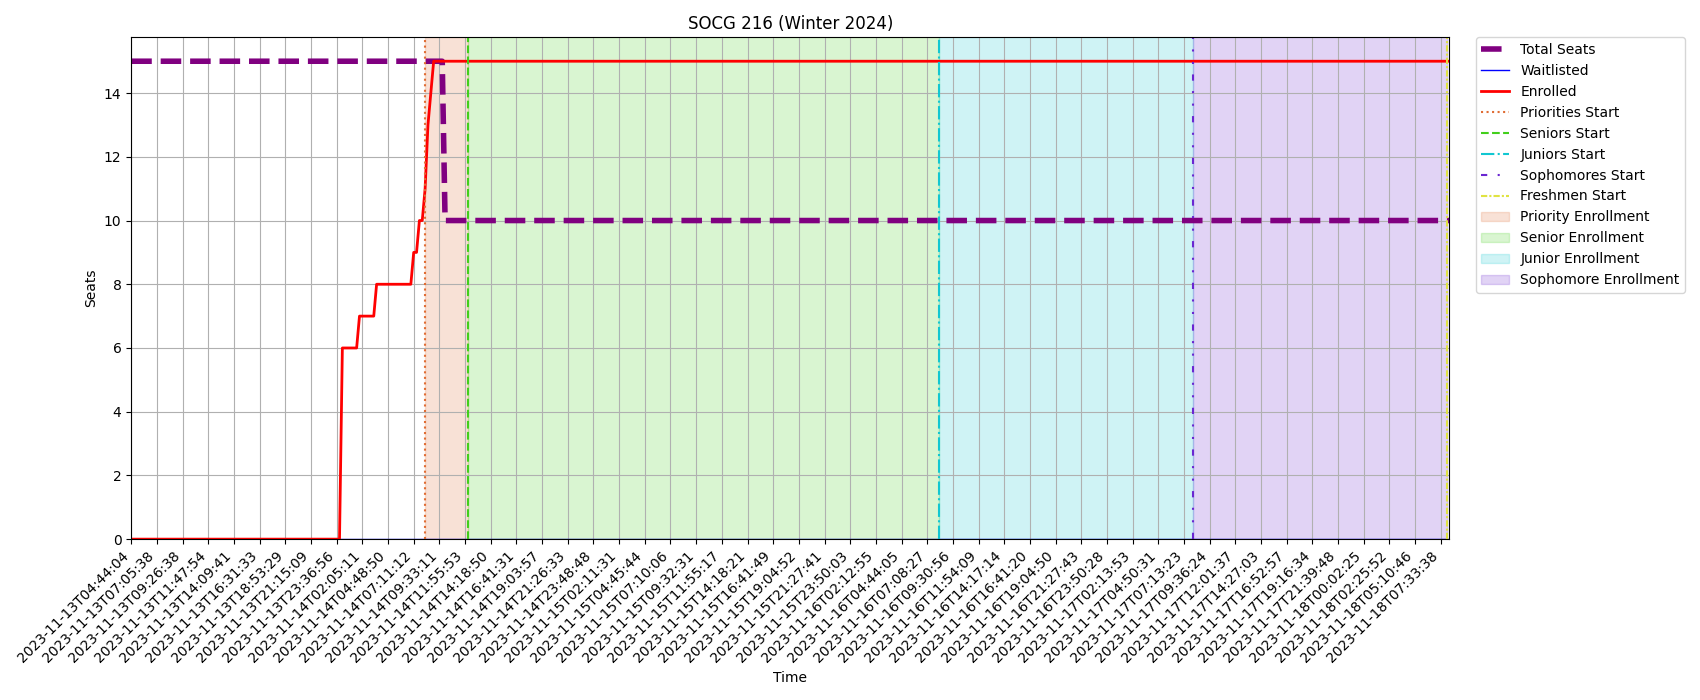 SOCG 216 (Winter 2024)
Seats
14
12
10
8
6
4
2
0
2023-11-13T04:44:04
2023-11-13T07:05:38
2023-11-13T09:26:38
2023-11-13T11:47:54
2023-11-13T14:09:41
2023-11-13T16:31:33
2023-11-13T18:53:29
2023-11-13T21:15:09
2023-11-13T23:36:56
2023-11-14T02:05:11
2023-11-14T04:48:50
2023-11-14T07:11:12
2023-11-14T09:33:11
2023-11-14T11:55:53
2023-11-14T14:18:50
2023-11-14T16:41:31
2023-11-14T19:03:57
2023-11-14T21:26:33
2023-11-14T23:48:48
2023-11-15T02:11:31
2023-11-15T04:45:44
2023-11-15T07:10:06
2023-11-15T09:32:31
2023-11-15T11:55:17
2023-11-15T14:18:21
2023-11-15T16:41:49
2023-11-15T19:04:52
2023-11-15T21:27:41
2023-11-15T23:50:03
2023-11-16T02:12:55
2023-11-16T04:44:05
2023-11-16T07:08:27
2023-11-16T09:30:56
2023-11-16T11:54:09
2023-11-16T14:17:14
2023-11-16T16:41:20
2023-11-16T19:04:50
2023-11-16T21:27:43
2023-11-16T23:50:28
2023-11-17T02:13:53
2023-11-17T04:50:31
2023-11-17T07:13:23
2023-11-17T09:36:24
2023-11-17T12:01:37
2023-11-17T14:27:03
2023-11-17T16:52:57
2023-11-17T19:16:34
2023-11-17T21:39:48
2023-11-18T00:02:25
2023-11-18T02:25:52
2023-11-18T05:10:46
2023-11-18T07:33:38
Time
Total Seats
Waitlisted
Enrolled
Priorities Start
Seniors Start
Juniors Start
Sophomores Start
Freshmen Start
Priority Enrollment
Senior Enrollment
Junior Enrollment
Sophomore Enrollment